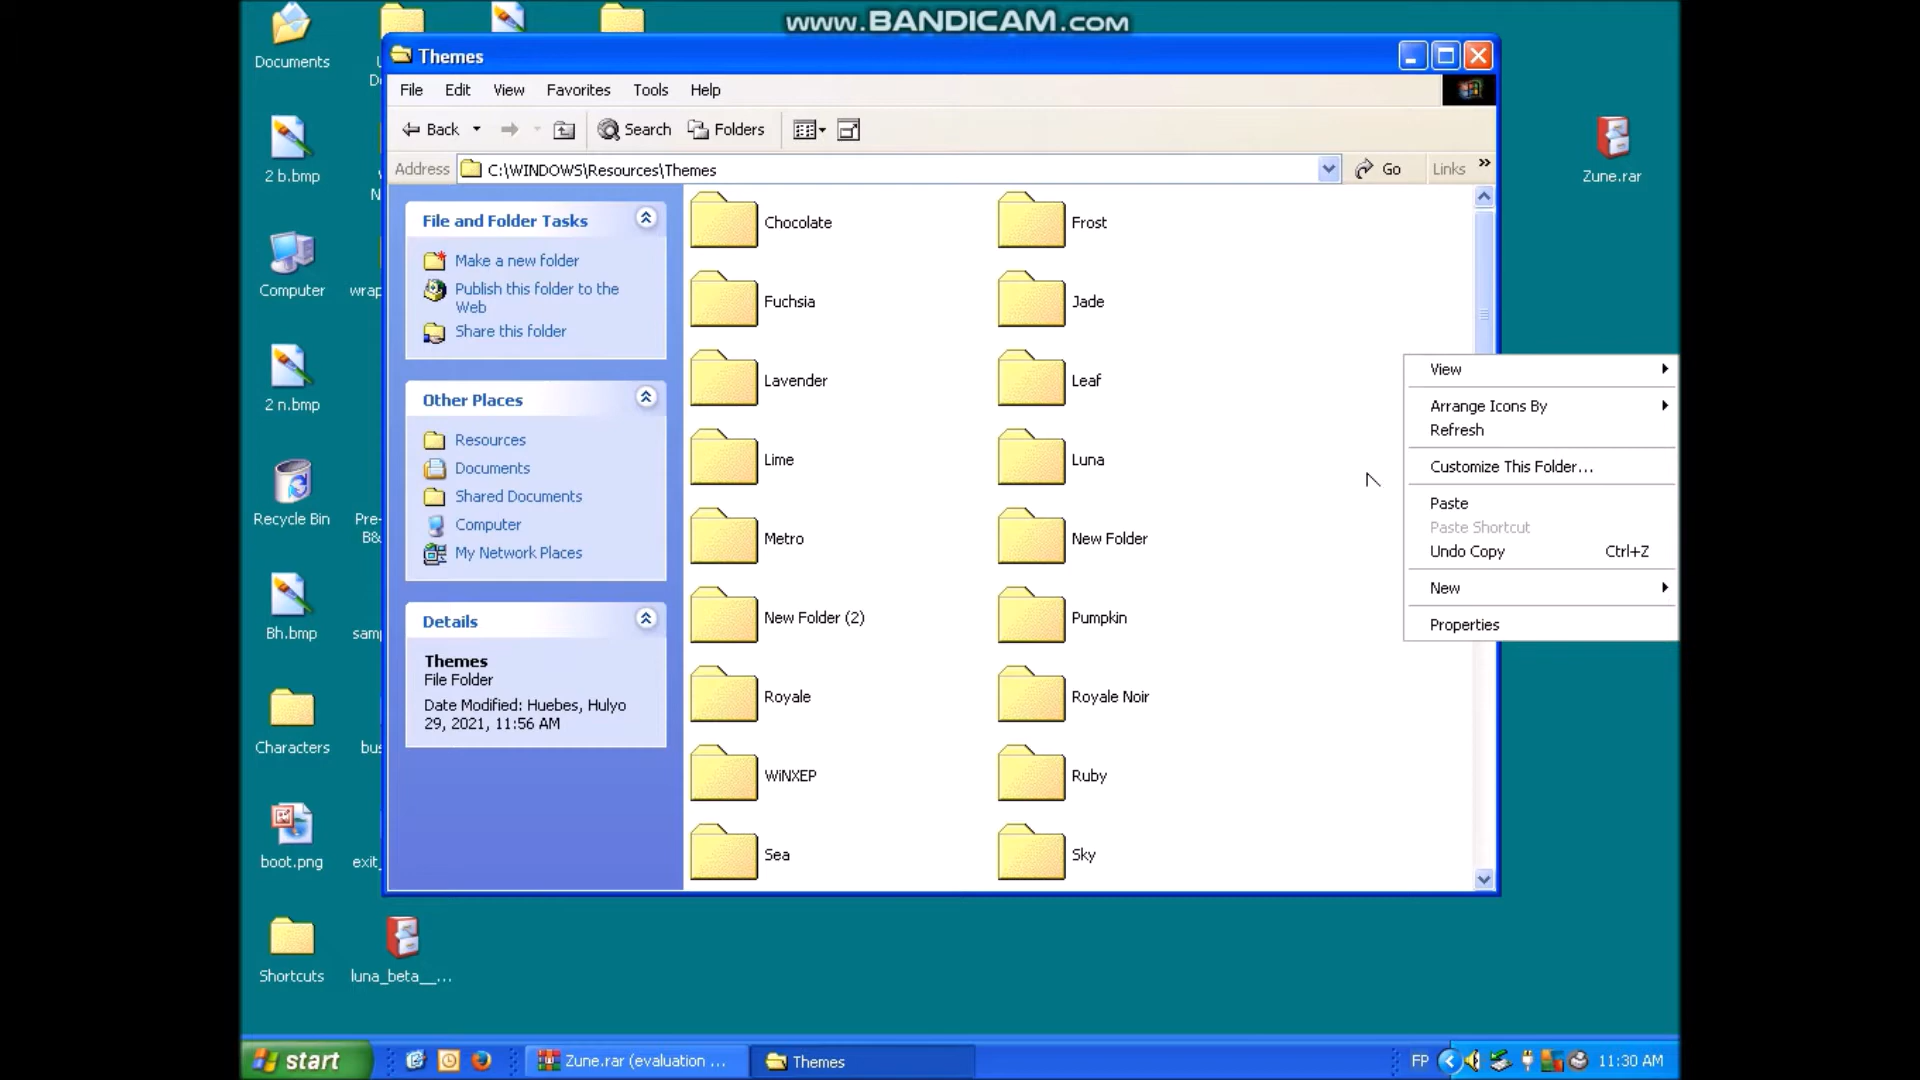 www.BANDICAM.com
Documents
Themes
File Edit View Favorites Tools Help
Back Search Folders
Address C:\WINDOWS\Resources\Themes Go Links
2 b.bmp
Zune.rar
File and Folder Tasks
Make a new folder
Publish this folder to the
Web
Share this folder
Other Places
Resources
Documents
Shared Documents
Computer
My Network Places
Details
Themes
File Folder
Date Modified: Huebes, Hulyo
29, 2021, 11:56 AM
Chocolate Frost
Fuchsia Jade
Lavender Leaf
Lime Luna
Metro New Folder
New Folder (2) Pumpkin
Royale Royale Noir
WiNXEP Ruby
Sea Sky
View
Arrange Icons By
Refresh
Customize This Folder...
Paste
Paste Shortcut
Undo Copy Ctrl+Z
New
Properties
Computer wrap
2 n.bmp
Recycle Bin Pre-
B&
Bh.bmp sam
Characters bus
boot.png exit_
Shortcuts luna_beta__...
start Zune.rar (evaluation ... Themes FP 11:30 AM